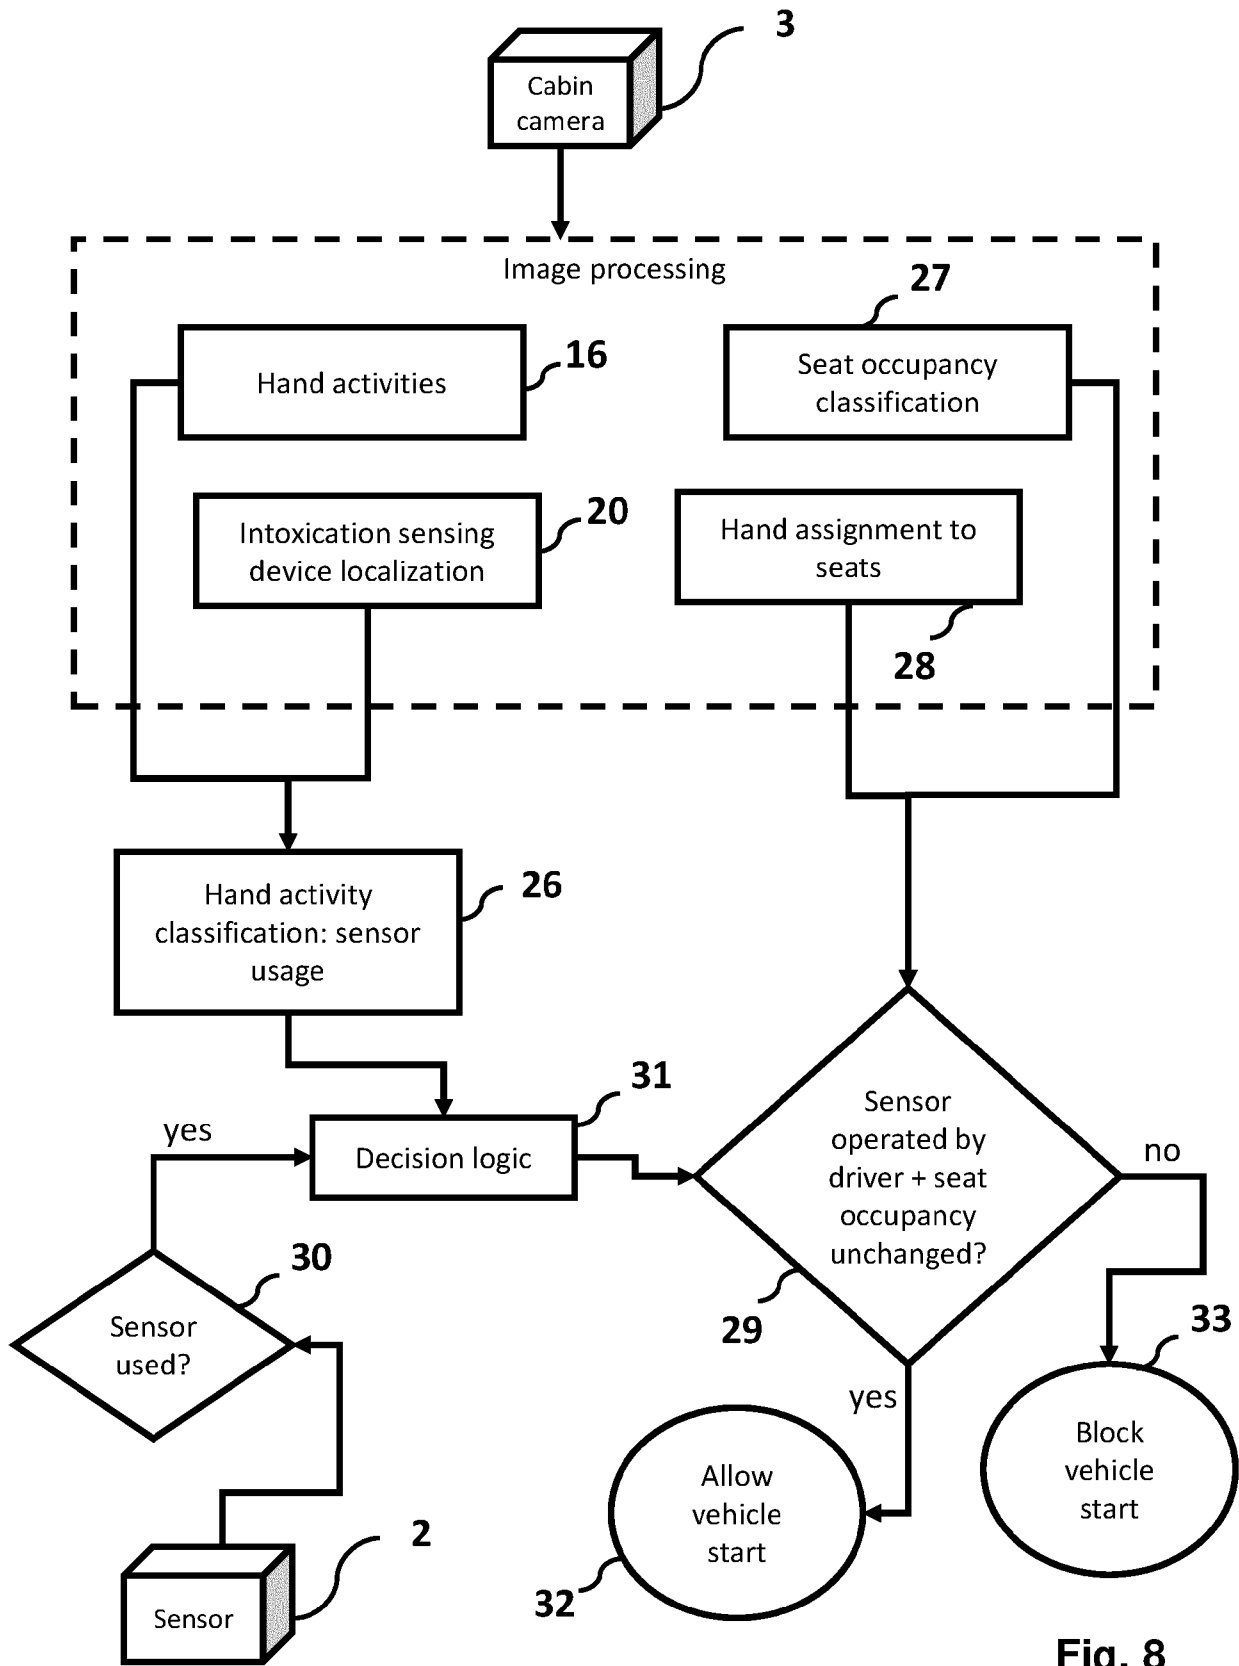 3
Cabin
camera
Image processing
27
Hand activities
16
Seat occupancy
classification
Intoxication sensing
device localization
20
Hand assignment to
seats
28
Hand activity
classification: sensor
usage
26
31
Decision logic
yes
Sensor
operated by
driver + seat
occupancy
unchanged?
no
29
30
Sensor
used?
33
yes
Block
vehicle
start
Allow
vehicle
start
32
2
Sensor
Fig. 8